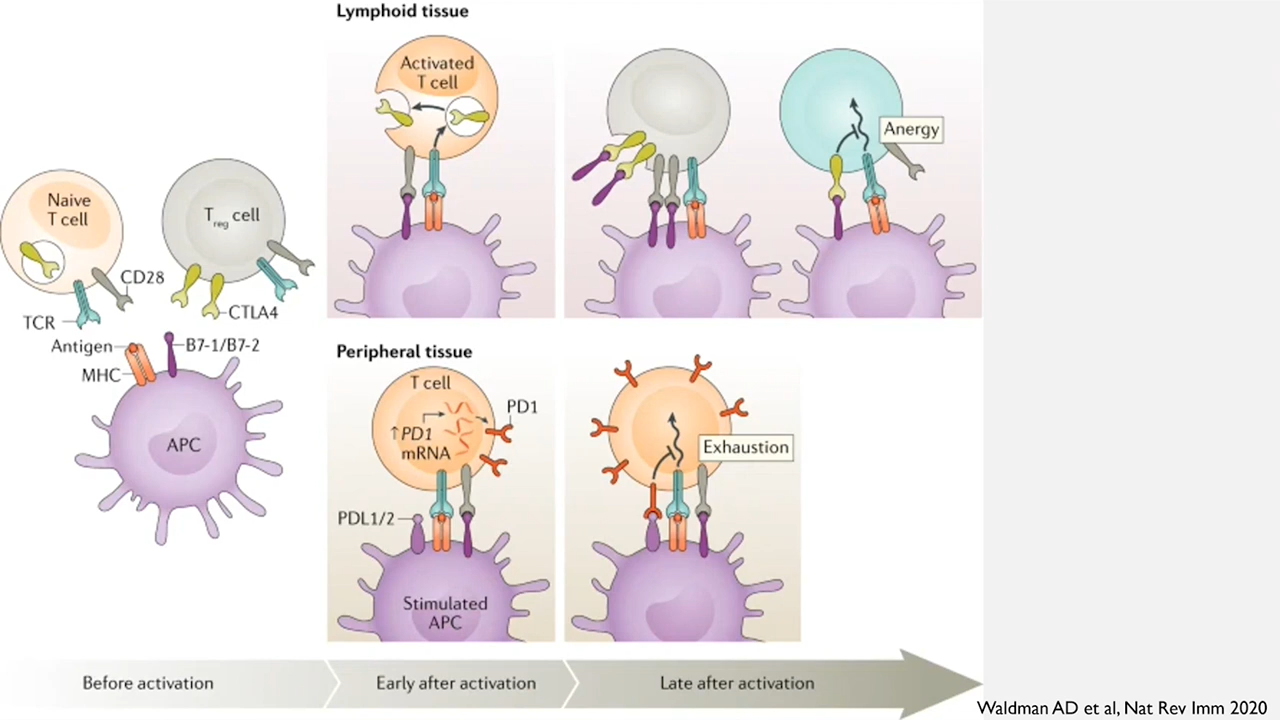 Lymphoid tissue
Activated
T cell
Anergy
Naive
T cell
Treg cell
CD28
CTLA4
TCR
Antigen
B7-1/B7-2
MHC
APC
Peripheral tissue
T cell
PD1
↑PD1
mRNA
Exhaustion
PDL1/2
Stimulated
APC
Before activation
Early after activation
Late after activation
Waldman AD et al, Nat Rev Imm 2020